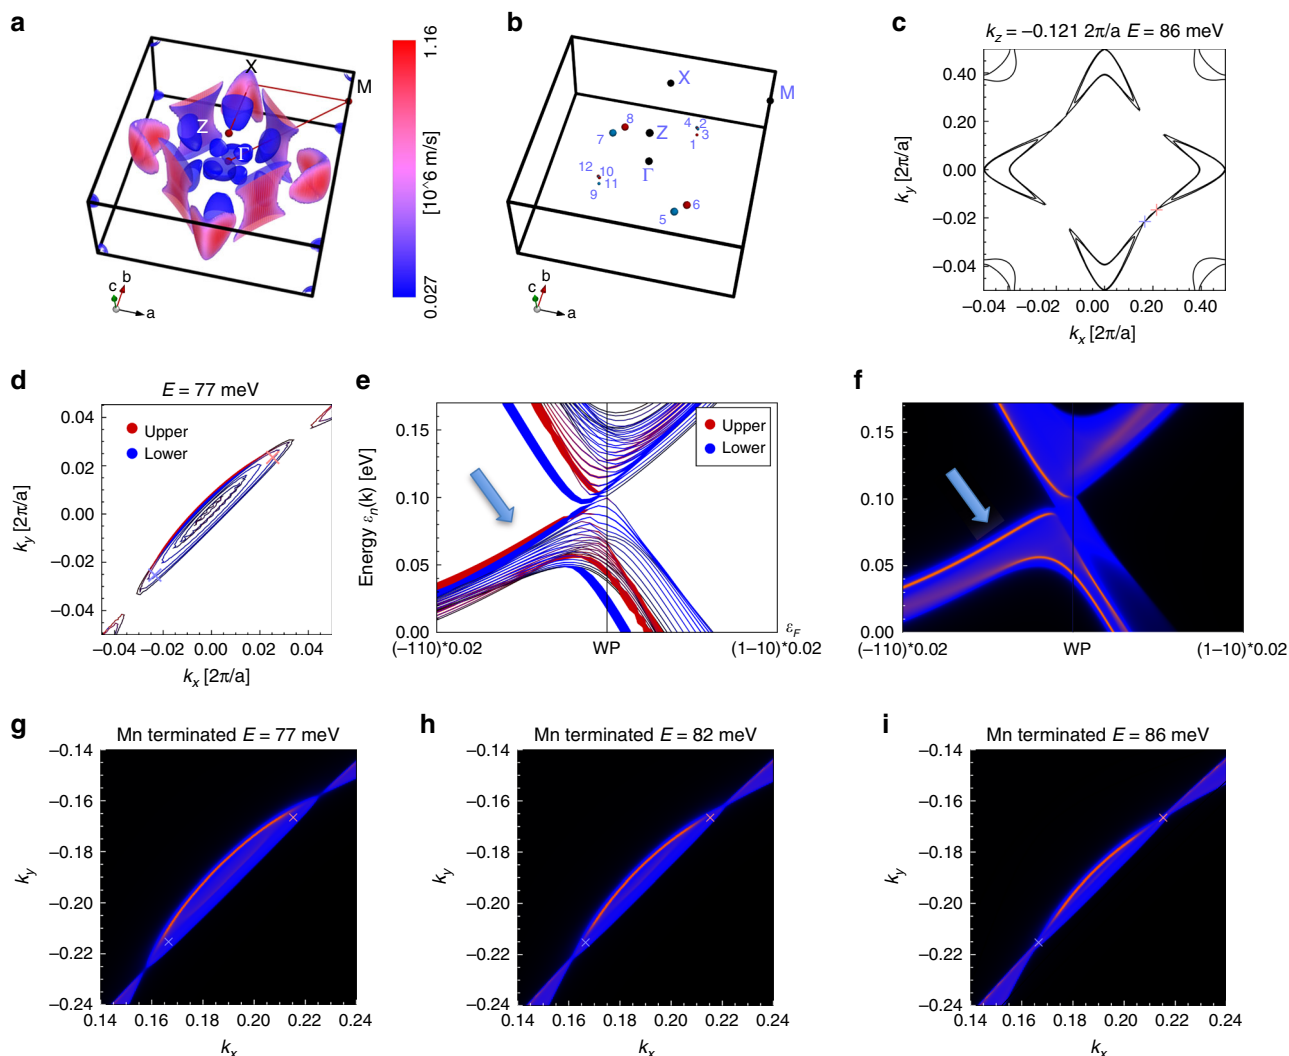 a
X
M
Z
Γ
1.16
[10^6 m/s]
0.027
c b
a
b
X
M
8
7
Z
4 2
3
1
Γ
12 10
11
9
6
5
c b
a
c
k_z = −0.121 2π/a E = 86 meV
0.40
0.20
0.00
−0.02
−0.04
k_y [2π/a]
−0.04 −0.02 0.00 0.20 0.40
k_x [2π/a]
d
E = 77 meV
Upper
Lower
0.04
0.02
0.00
−0.02
−0.04
k_y [2π/a]
−0.04 −0.02 0.00 0.02 0.04
k_x [2π/a]
e
Upper
Lower
0.15
0.10
0.05
0.00
Energy ε_n(k) [eV]
ε_F
(−110)*0.02 WP (1−10)*0.02
f
0.15
0.10
0.05
0.00
(−110)*0.02 WP (1−10)*0.02
g
Mn terminated E = 77 meV
−0.14
−0.16
−0.18
−0.20
−0.22
−0.24
k_y
0.14 0.16 0.18 0.20 0.22 0.24
k_x
h
Mn terminated E = 82 meV
−0.14
−0.16
−0.18
−0.20
−0.22
−0.24
k_y
0.14 0.16 0.18 0.20 0.22 0.24
k_x
i
Mn terminated E = 86 meV
−0.14
−0.16
−0.18
−0.20
−0.22
−0.24
k_y
0.14 0.16 0.18 0.20 0.22 0.24
k_x